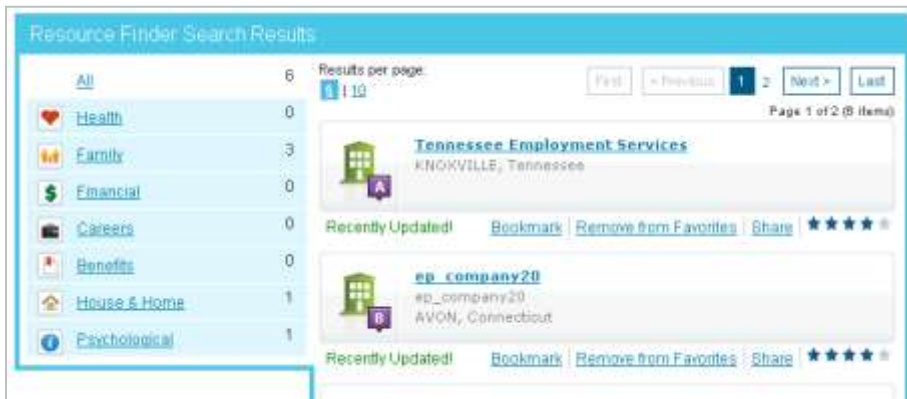 Resource Finder Search Results
All 6
Health 0
Family 3
Financial 0
Careers 0
Benefits 0
House & Home 1
Psychological 1
Results per page:
5 | 10
First < Previous 1 2 Next > Last
Page 1 of 2 (6 items)
Tennessee Employment Services
KNOXVILLE, Tennessee
A
Recently Updated! Bookmark Remove from Favorites Share
ep_company20
ep_company20
AVON, Connecticut
B
Recently Updated! Bookmark Remove from Favorites Share